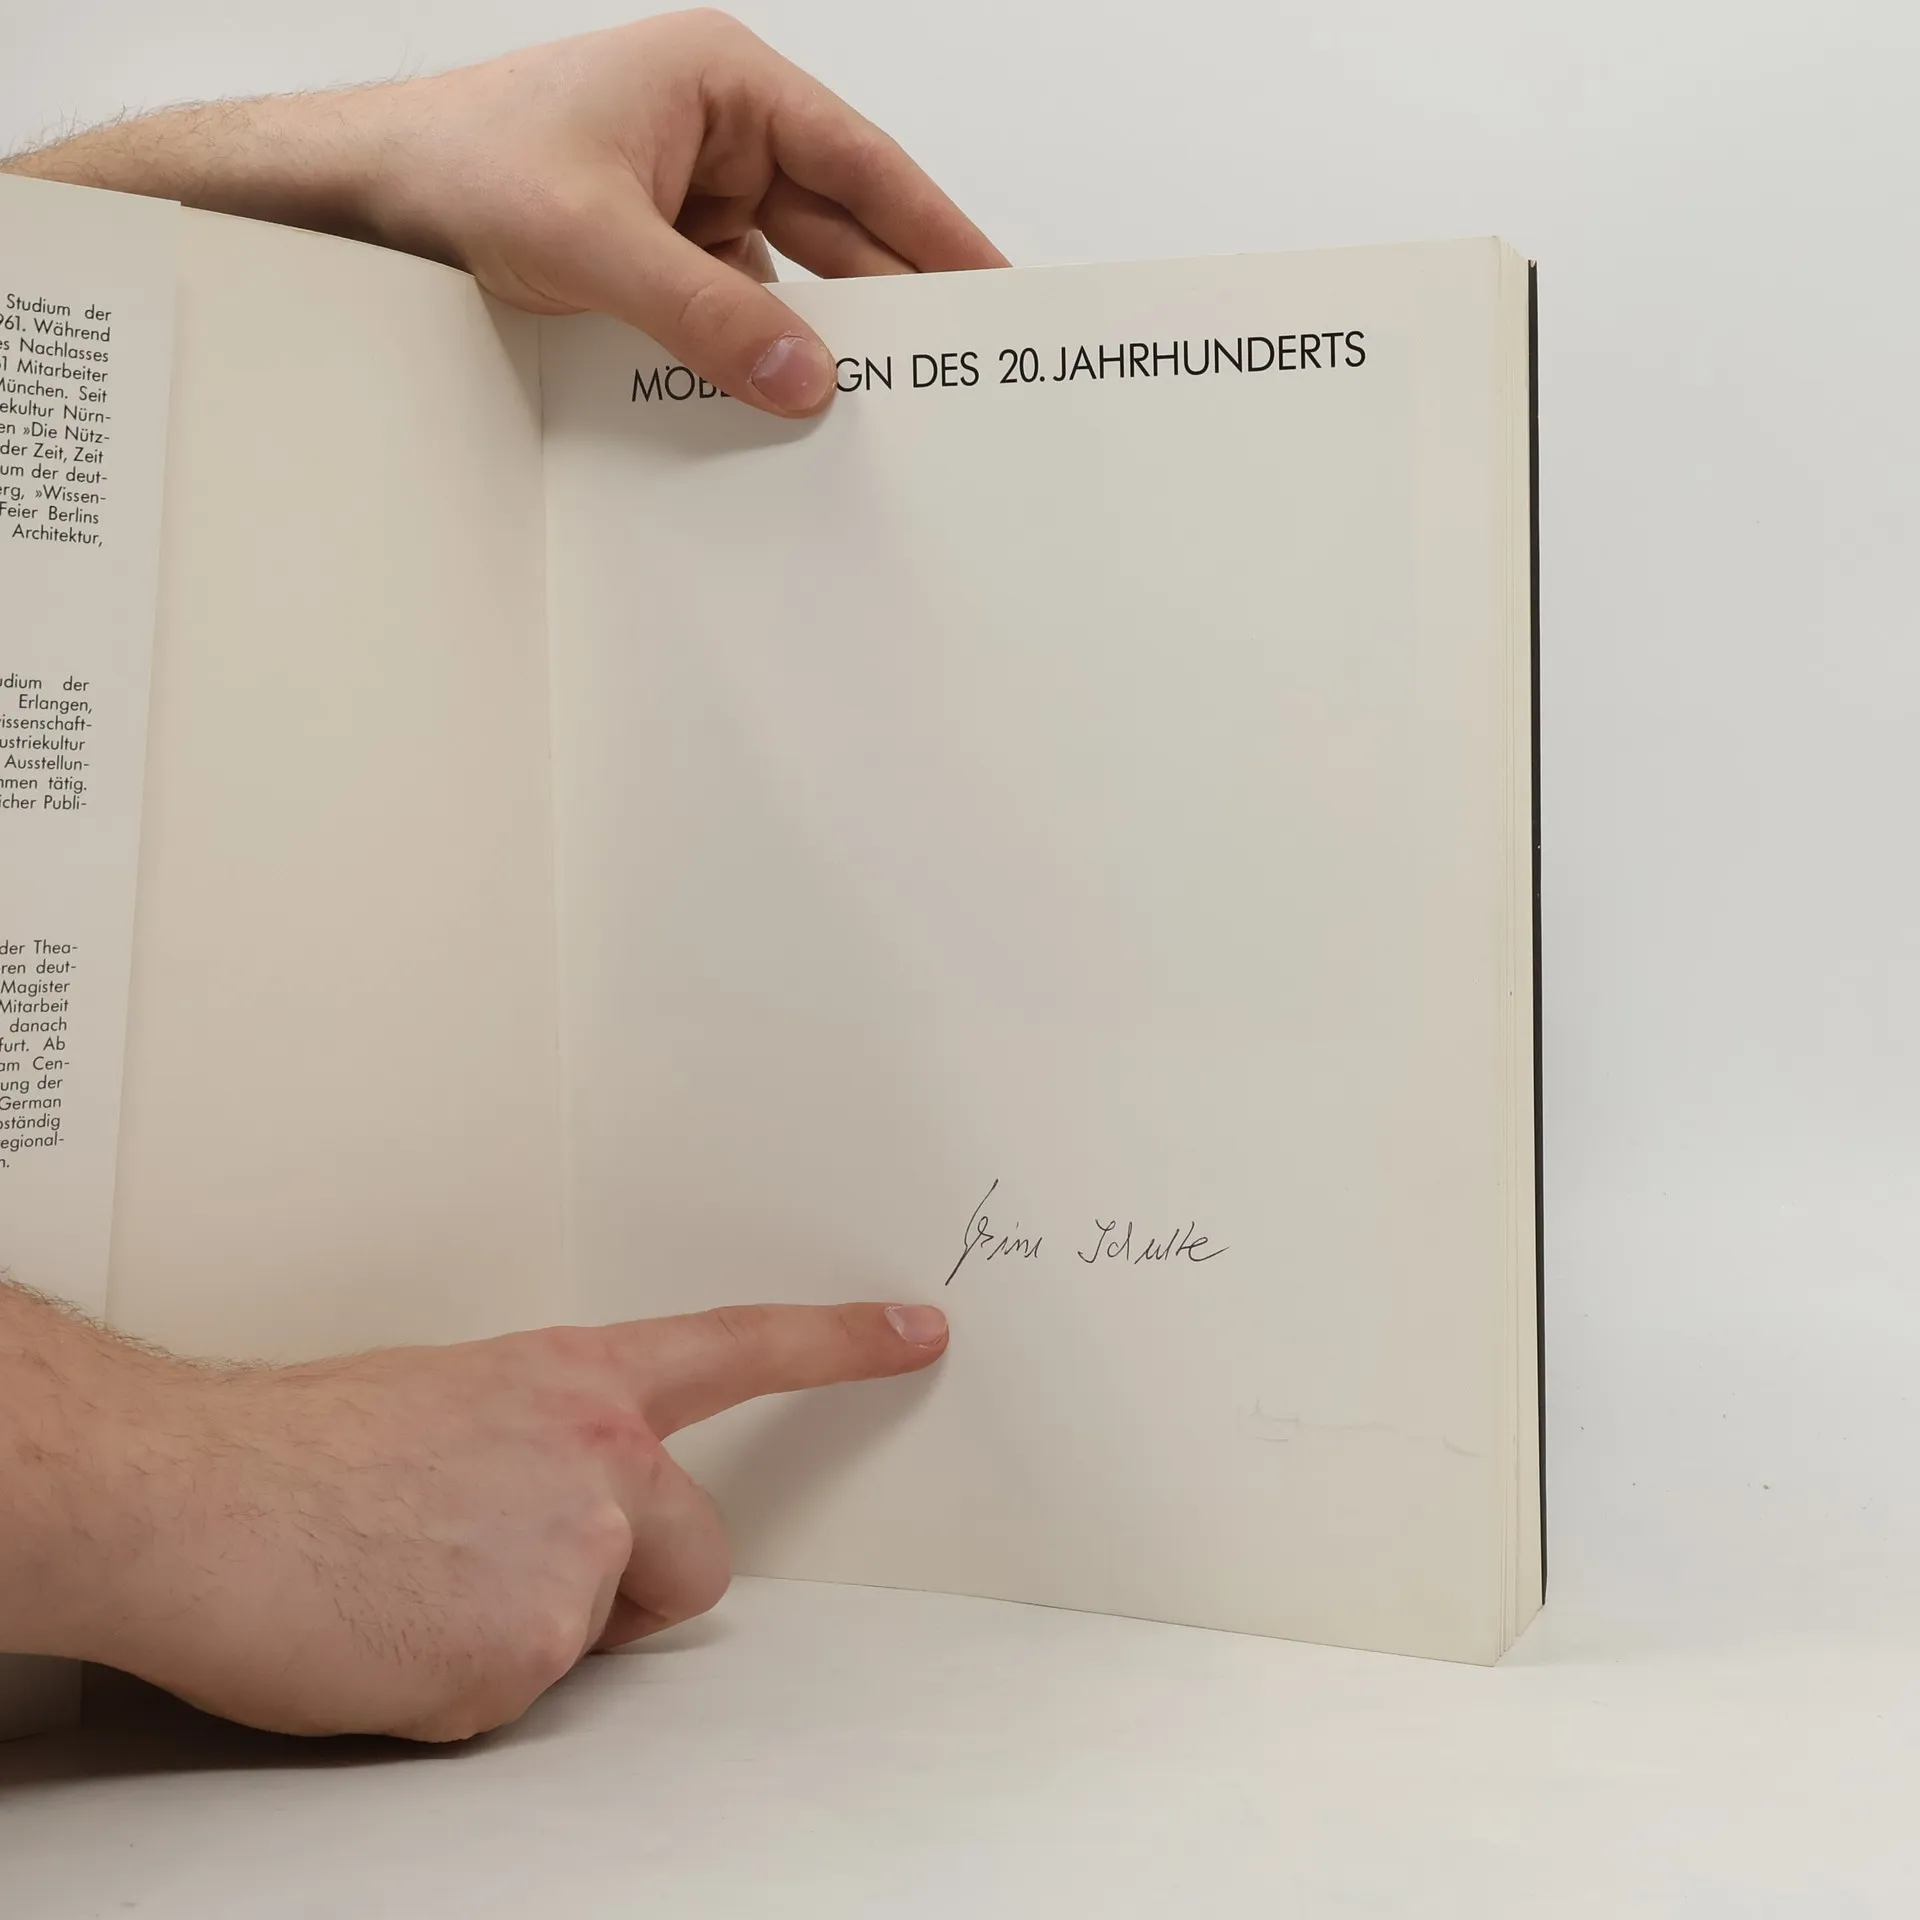 Studium der
961. Während
es Nachlasses
61 Mitarbeiter
München. Seit
ekultur Nürn-
en »Die Nütz-
der Zeit, Zeit
um der deut-
erg, »Wissen-
Feier Berlins
Architektur,
udium der
Erlangen,
issenschaft-
ustriekultur
Ausstellun-
mmen tätig.
icher Publi-
der Thea-
ren deut-
Magister
Mitarbeit
danach
furt. Ab
am Cen-
ung der
German
bständig
egional-
n.
MÖB GN DES 20. JAHRHUNDERTS
Schulte